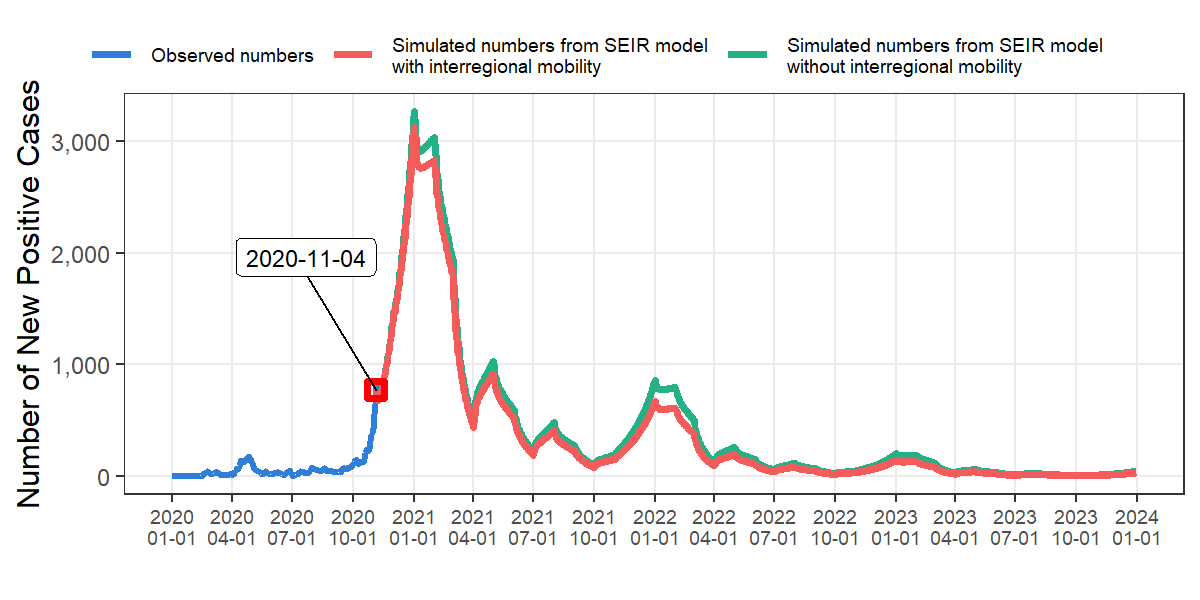 Observed numbers
Simulated numbers from SEIR model
with interregional mobility
Simulated numbers from SEIR model
without interregional mobility
Number of New Positive Cases
3,000
2,000
1,000
0
2020-11-04
2020 2020 2020 2020 2021 2021 2021 2021 2022 2022 2022 2022 2023 2023 2023 2023 2024
01-01 04-01 07-01 10-01 01-01 04-01 07-01 10-01 01-01 04-01 07-01 10-01 01-01 04-01 07-01 10-01 01-01